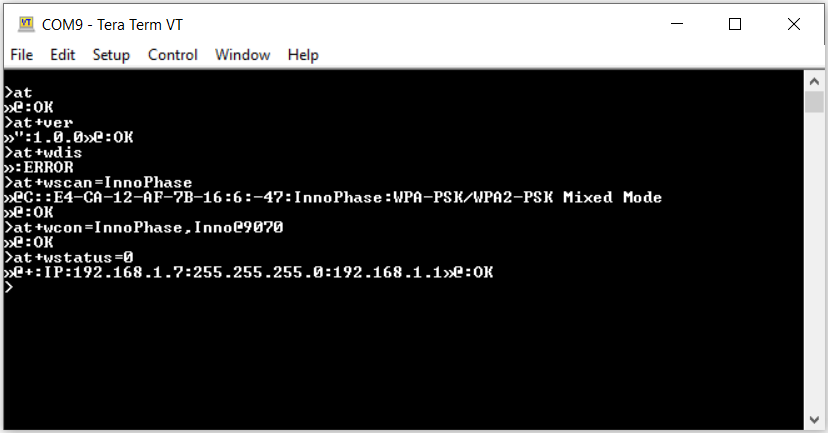 COM9 - Tera Term VT
File Edit Setup Control Window Help
>at
»@:OK
>at+ver
»":1.0.0»@:OK
>at+wdis
»:ERROR
>at+wscan=InnoPhase
»@C::E4-CA-12-AF-7B-16:6:-47:InnoPhase:WPA-PSK/WPA2-PSK Mixed Mode
»@:OK
>at+wcon=InnoPhase,Inno@9070
»@:OK
>at+wstatus=0
»@+:IP:192.168.1.7:255.255.255.0:192.168.1.1»@:OK
>